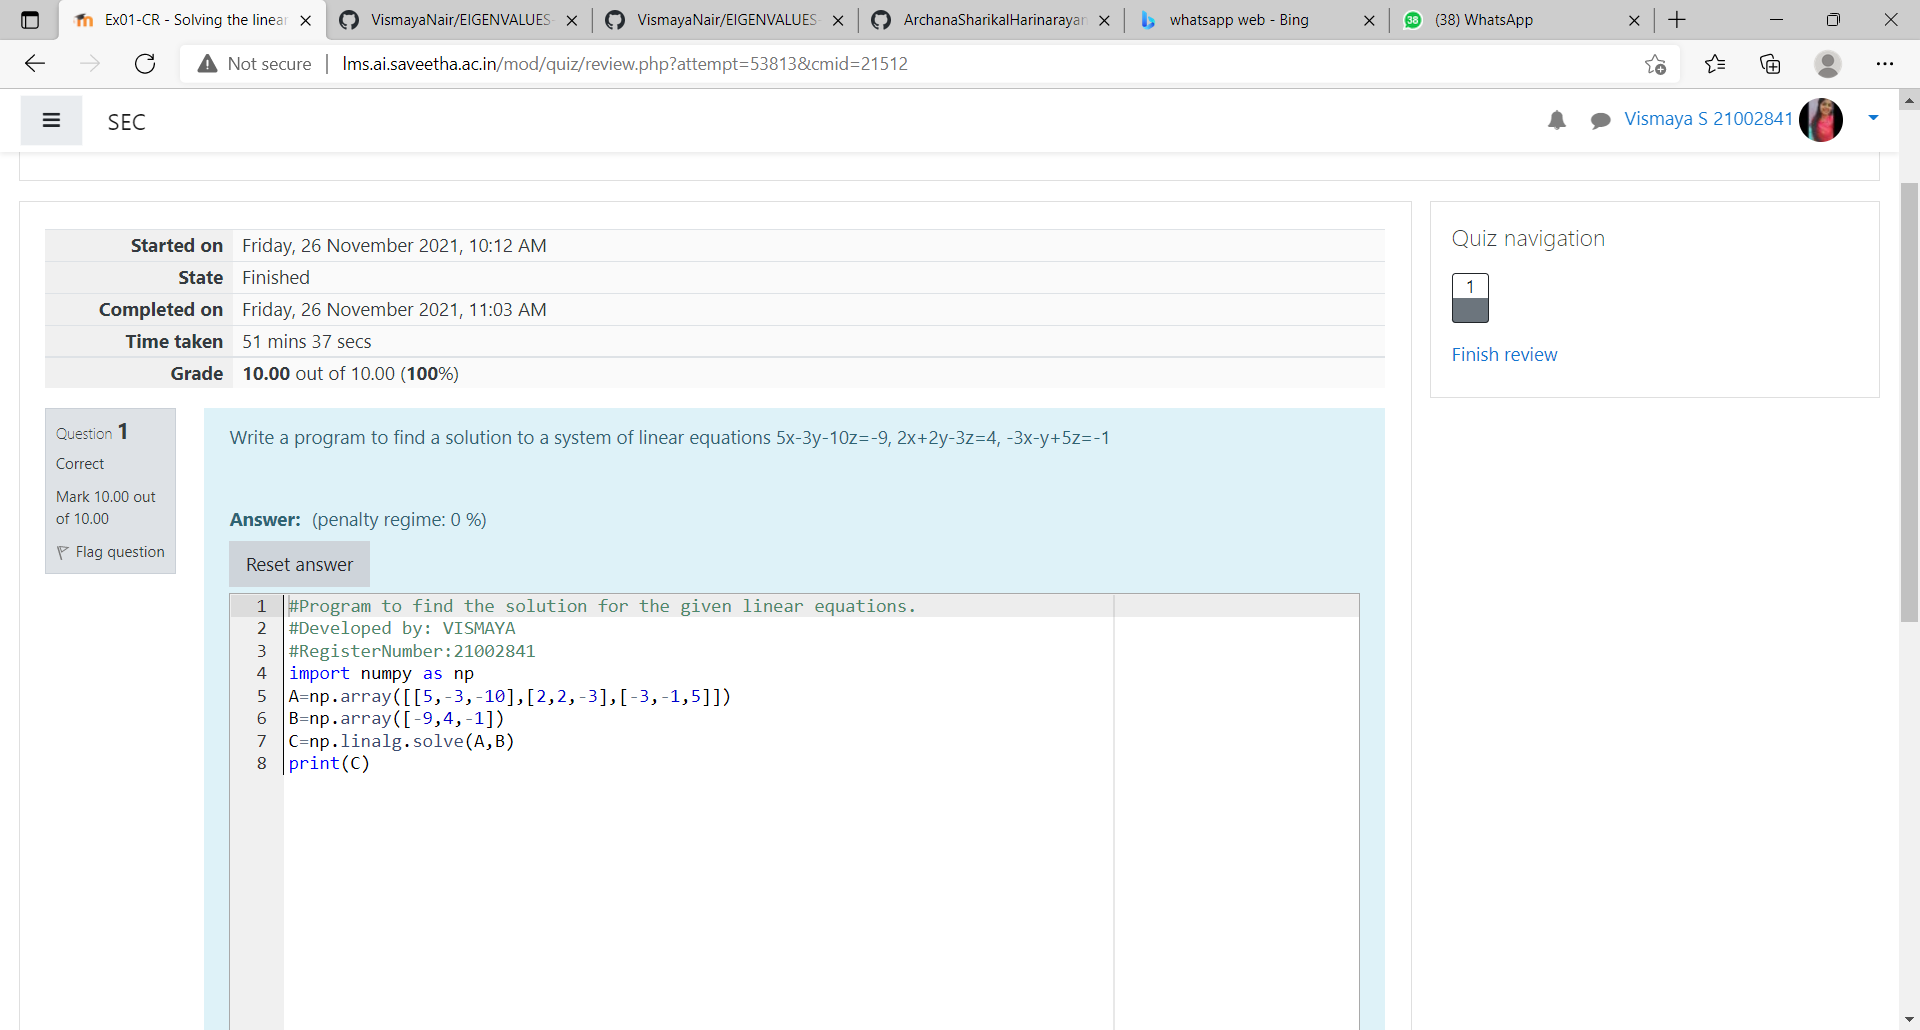 Ex01-CR - Solving the linear
VismayaNair/EIGENVALUES-
VismayaNair/EIGENVALUES-
ArchanaSharikalHarinarayan
whatsapp web - Bing
38 (38) WhatsApp
Not secure | lms.ai.saveetha.ac.in/mod/quiz/review.php?attempt=53813&cmid=21512
SEC
Vismaya S 21002841
Started on Friday, 26 November 2021, 10:12 AM
State Finished
Completed on Friday, 26 November 2021, 11:03 AM
Time taken 51 mins 37 secs
Grade 10.00 out of 10.00 (100%)
Quiz navigation
1
Finish review
Question 1
Correct
Mark 10.00 out
of 10.00
Flag question
Write a program to find a solution to a system of linear equations 5x-3y-10z=-9, 2x+2y-3z=4, -3x-y+5z=-1
Answer: (penalty regime: 0 %)
Reset answer
1 #Program to find the solution for the given linear equations.
2 #Developed by: VISMAYA
3 #RegisterNumber:21002841
4 import numpy as np
5 A=np.array([[5,-3,-10],[2,2,-3],[-3,-1,5]])
6 B=np.array([-9,4,-1])
7 C=np.linalg.solve(A,B)
8 print(C)